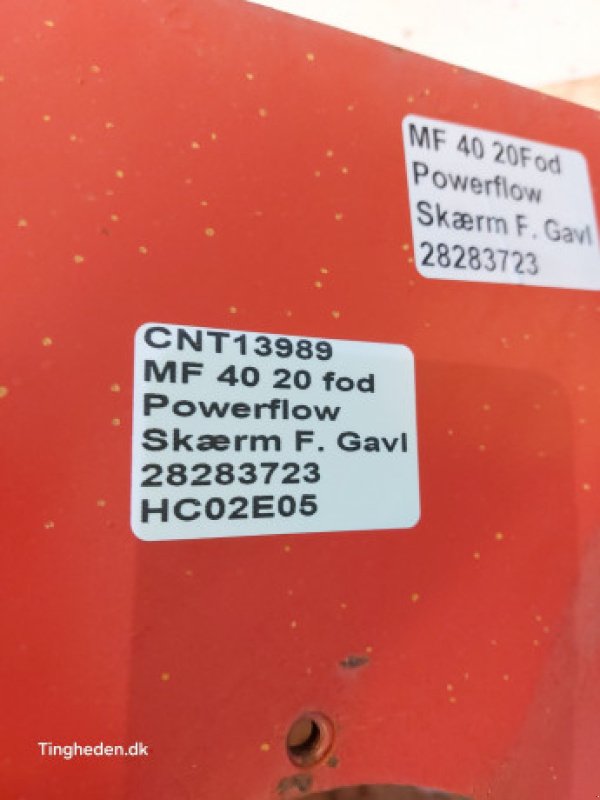 MF 40 20Fod
Powerflow
Skærm F. Gavl
28283723
CNT13989
MF 40 20 fod
Powerflow
Skærm F. Gavl
28283723
HC02E05
Tingheden.dk